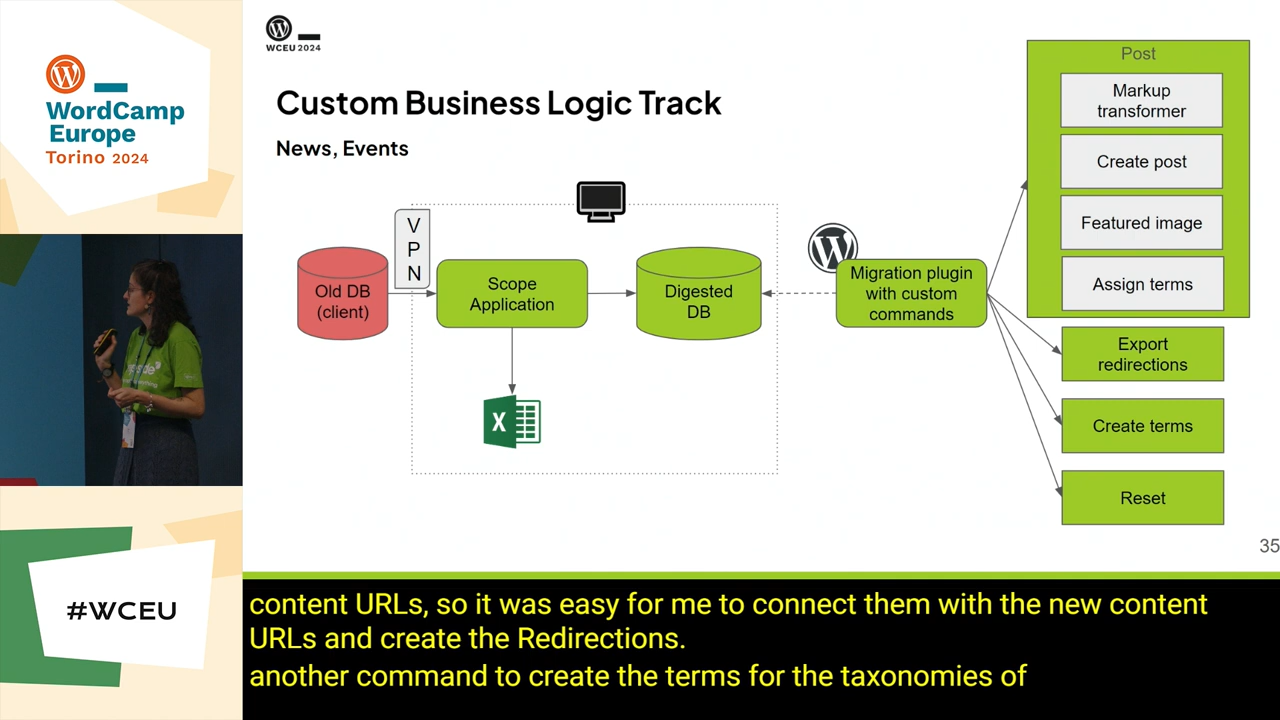 WordCamp
Europe
Torino 2024
#WCEU
WCEU 2024
Custom Business Logic Track
News, Events
Old DB
(client)
V
P
N
Scope
Application
X
Digested
DB
Migration plugin
with custom
commands
Post
Markup
transformer
Create post
Featured image
Assign terms
Export
redirections
Create terms
Reset
35
content URLs, so it was easy for me to connect them with the new content
URLs and create the Redirections.
another command to create the terms for the taxonomies of